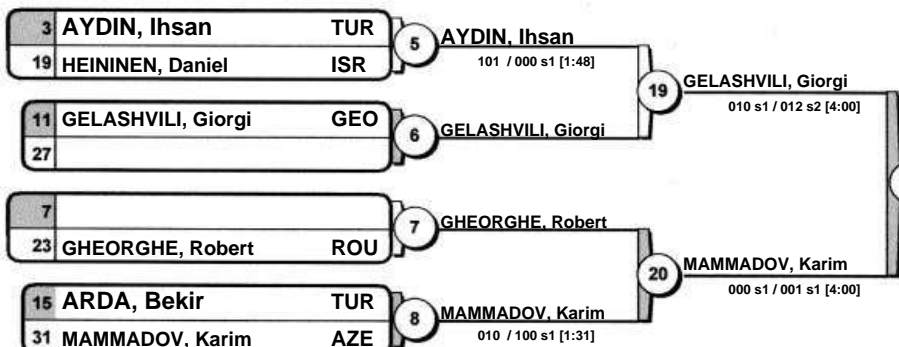 3 AYDIN, Ihsan TUR
19 HEININEN, Daniel ISR
5
AYDIN, Ihsan
101 / 000 s1 [1:48]
11 GELASHVILI, Giorgi GEO
27
6
GELASHVILI, Giorgi
19
GELASHVILI, Giorgi
010 s1 / 012 s2 [4:00]
7
23 GHEORGHE, Robert ROU
7
GHEORGHE, Robert
15 ARDA, Bekir TUR
31 MAMMADOV, Karim AZE
8
MAMMADOV, Karim
010 / 100 s1 [1:31]
20
MAMMADOV, Karim
000 s1 / 001 s1 [4:00]